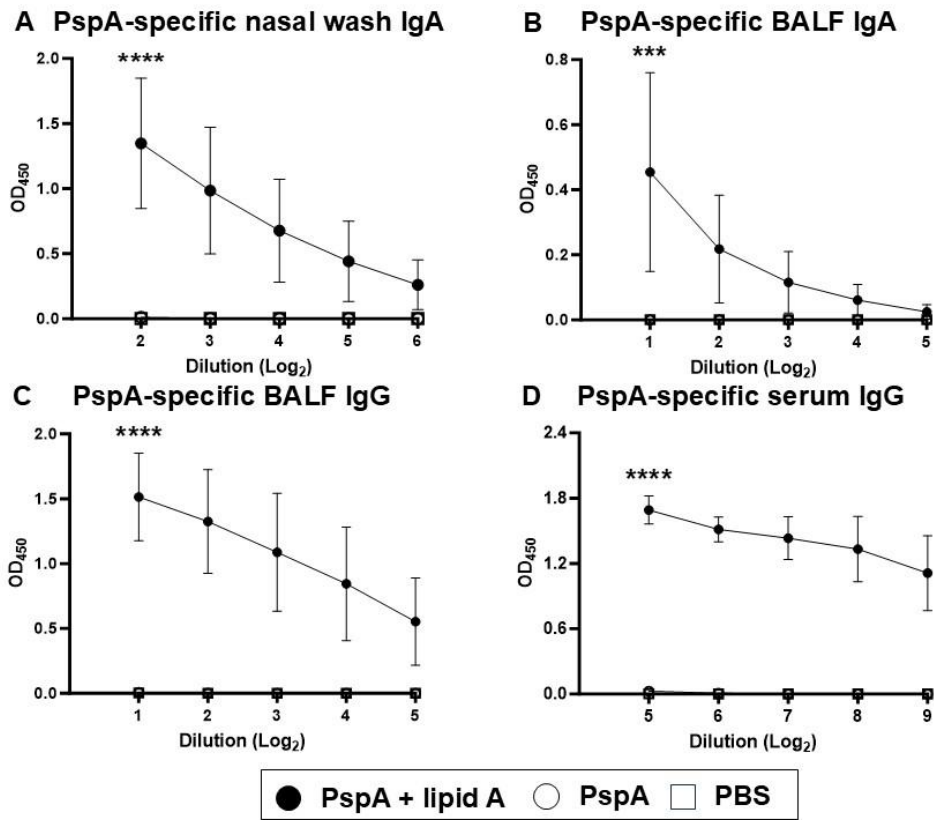 A PspA-specific nasal wash IgA
****
2.0
1.5
1.0
0.5
0.0
OD450
2 3 4 5 6
Dilution (Log2)
B PspA-specific BALF IgA
***
0.8
0.6
0.4
0.2
0.0
OD450
1 2 3 4 5
Dilution (Log2)
C PspA-specific BALF IgG
****
2.0
1.5
1.0
0.5
0.0
OD450
1 2 3 4 5
Dilution (Log2)
D PspA-specific serum IgG
****
2.4
1.8
1.2
0.6
0.0
OD450
5 6 7 8 9
Dilution (Log2)
PspA + lipid A PspA PBS